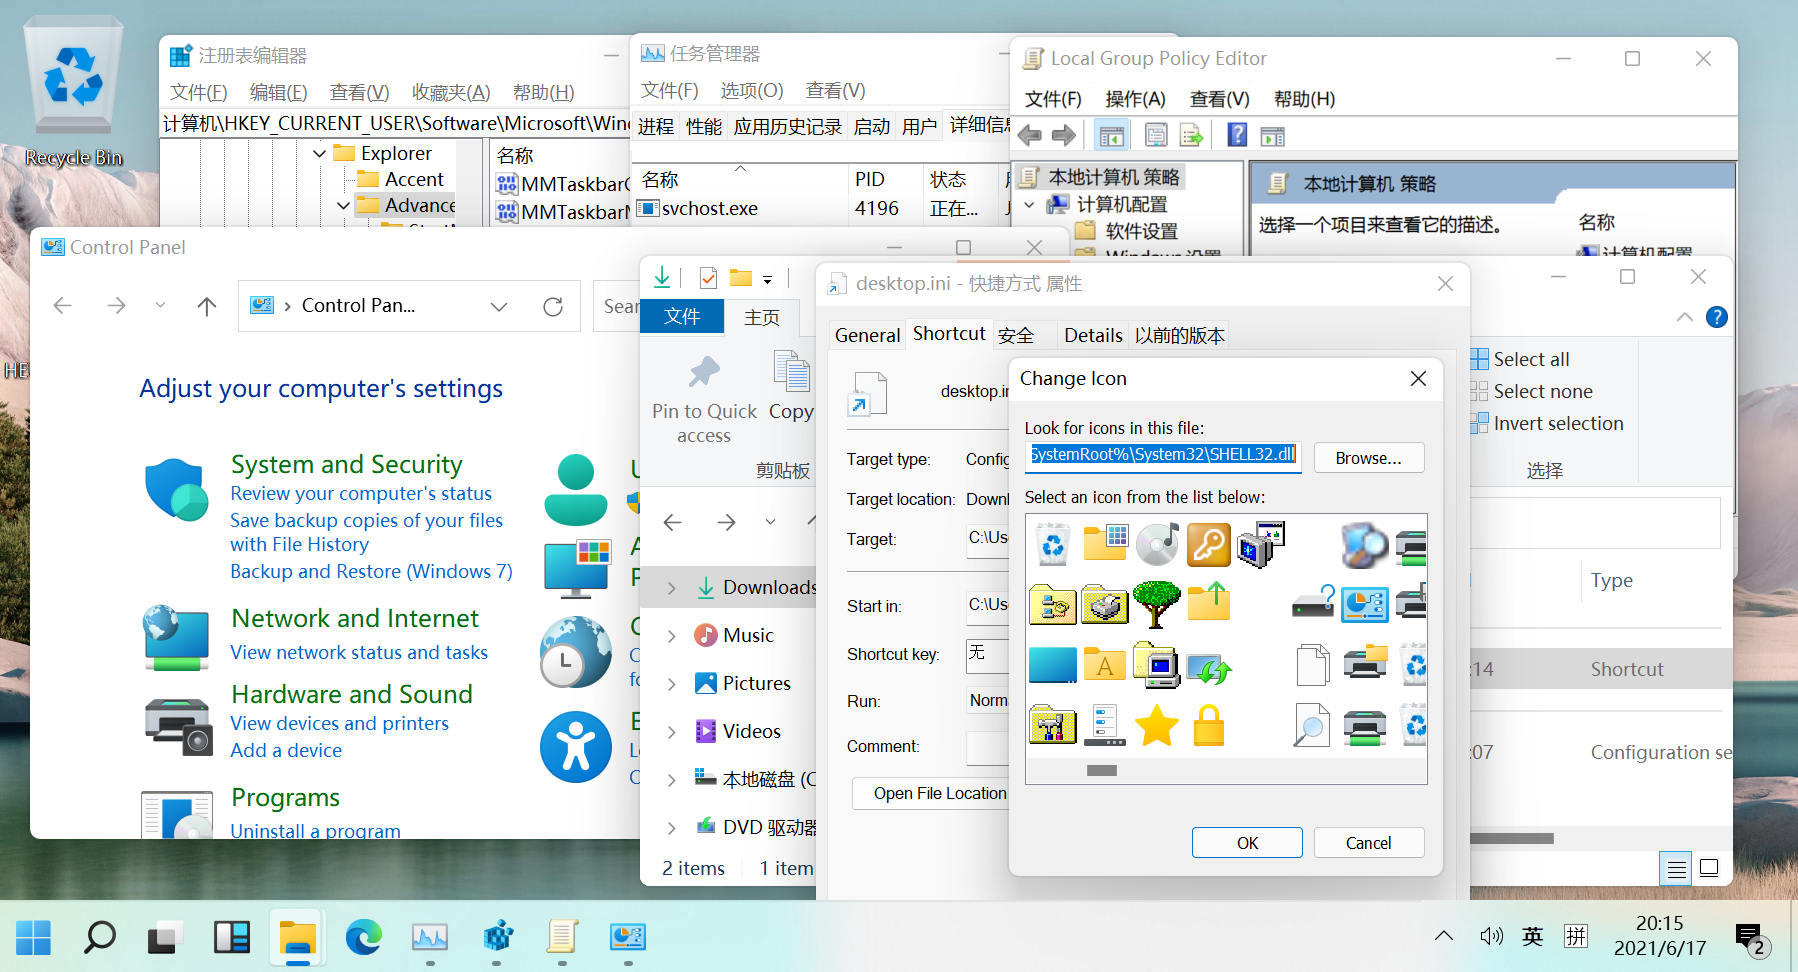 Recycle Bin
注册表编辑器
文件(F) 编辑(E) 查看(V) 收藏夹(A) 帮助(H)
计算机\HKEY_CURRENT_USER\Software\Microsoft\Wind
Explorer
Accent
Advance
名称
MMTaskbar
MMTaskbar
任务管理器
文件(F) 选项(O) 查看(V)
进程 性能 应用历史记录 启动 用户 详细信息
名称 PID 状态
svchost.exe 4196 正在...
Local Group Policy Editor
文件(F) 操作(A) 查看(V) 帮助(H)
本地计算机 策略
计算机配置
软件设置
Windows 设置
本地计算机 策略
选择一个项目来查看它的描述。
名称
计算机配置
Control Panel
Control Pan...
Sear
Adjust your computer's settings
System and Security
Review your computer's status
Save backup copies of your files
with File History
Backup and Restore (Windows 7)
Network and Internet
View network status and tasks
Hardware and Sound
View devices and printers
Add a device
Programs
Uninstall a program
文件 主页
Pin to Quick
access
Copy
剪贴板
Downloads
Music
Pictures
Videos
本地磁盘 (C
DVD 驱动器
2 items 1 item
Select all
Select none
Invert selection
选择
Type
:14 Shortcut
:07 Configuration se
desktop.ini - 快捷方式 属性
General Shortcut 安全 Details 以前的版本
desktop.in
Target type: Config
Target location: Downl
Target: C:\Use
Start in: C:\Use
Shortcut key: 无
Run: Norma
Comment:
Open File Location
Change Icon
Look for icons in this file:
SystemRoot%\System32\SHELL32.dll
Browse...
Select an icon from the list below:
OK Cancel
英 拼
20:15
2021/6/17
2